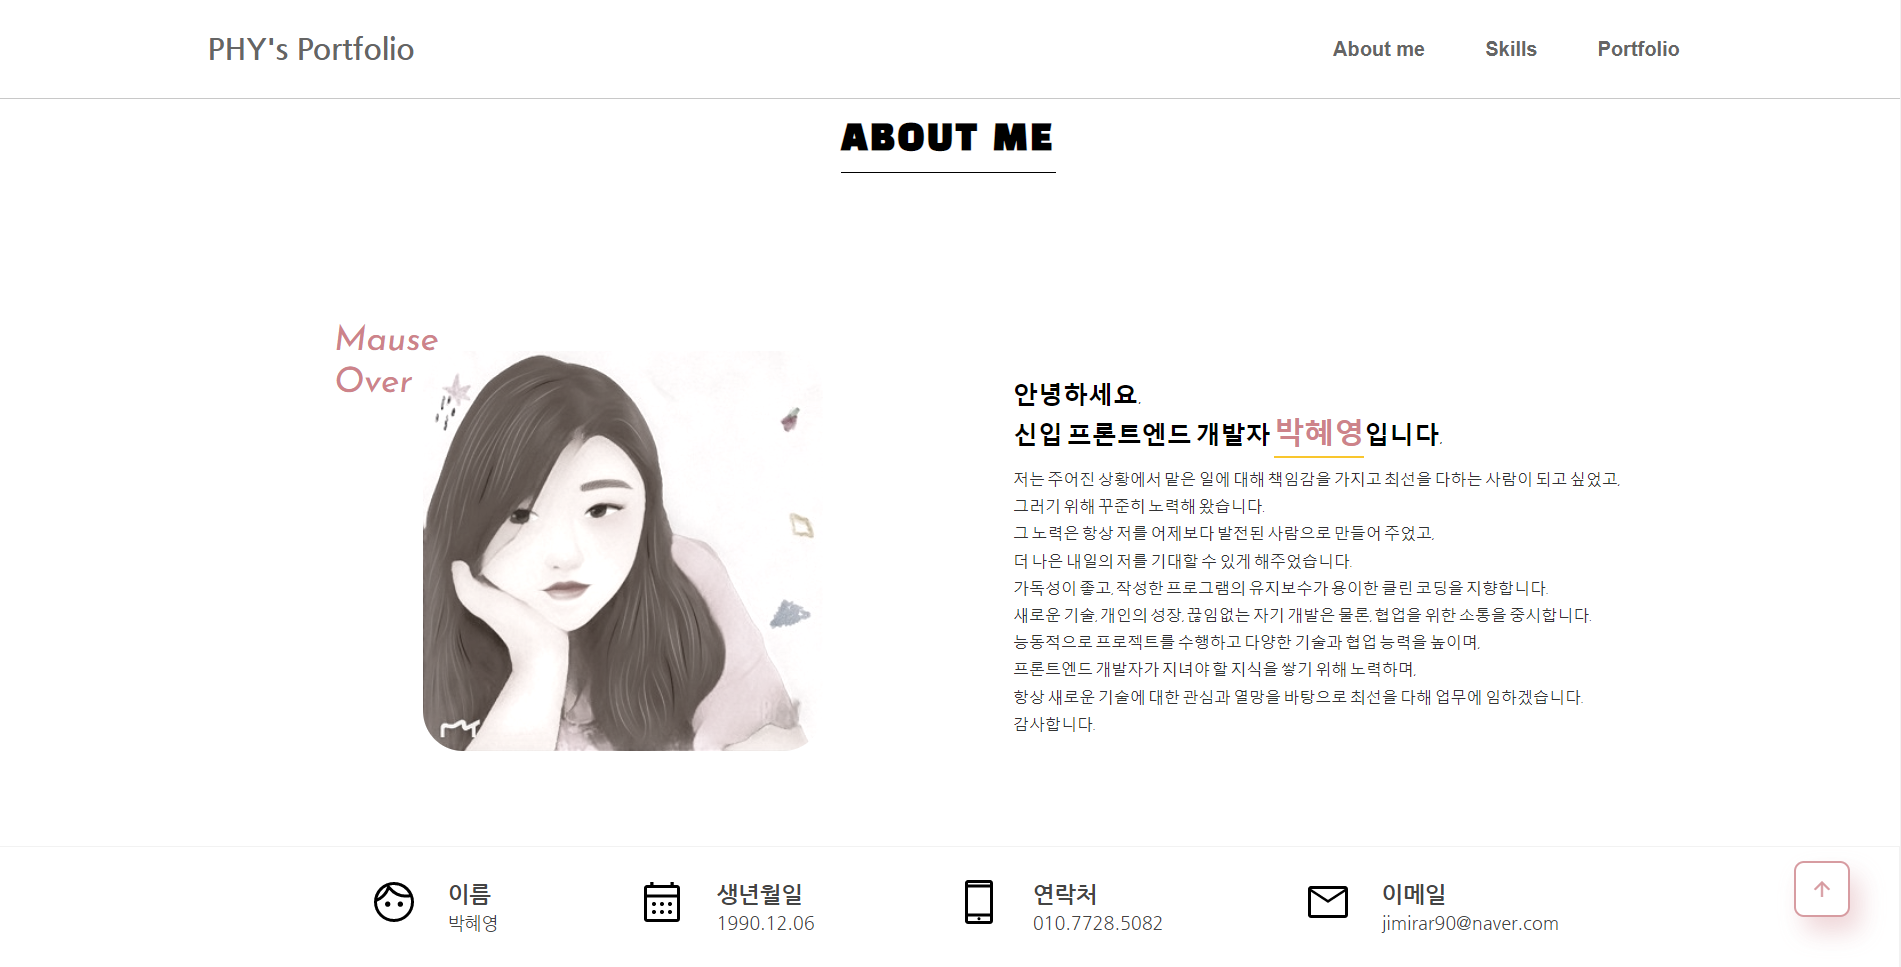 PHY's Portfolio
About me
Skills
Portfolio
ABOUT ME
Mause
Over
안녕하세요.
신입 프론트엔드 개발자 박혜영입니다.
저는 주어진 상황에서 맡은 일에 대해 책임감을 가지고 최선을 다하는 사람이 되고 싶었고,
그러기 위해 꾸준히 노력해 왔습니다.
그 노력은 항상 저를 어제보다 발전된 사람으로 만들어 주었고,
더 나은 내일의 저를 기대할 수 있게 해주었습니다.
가독성이 좋고, 작성한 프로그램의 유지보수가 용이한 클린 코딩을 지향합니다.
새로운 기술, 개인의 성장, 끊임없는 자기 개발은 물론, 협업을 위한 소통을 중시합니다.
능동적으로 프로젝트를 수행하고 다양한 기술과 협업 능력을 높이며,
프론트엔드 개발자가 지녀야 할 지식을 쌓기 위해 노력하며,
항상 새로운 기술에 대한 관심과 열망을 바탕으로 최선을 다해 업무에 임하겠습니다.
감사합니다.
이름
박혜영
생년월일
1990.12.06
연락처
010.7728.5082
이메일
jimirar90@naver.com